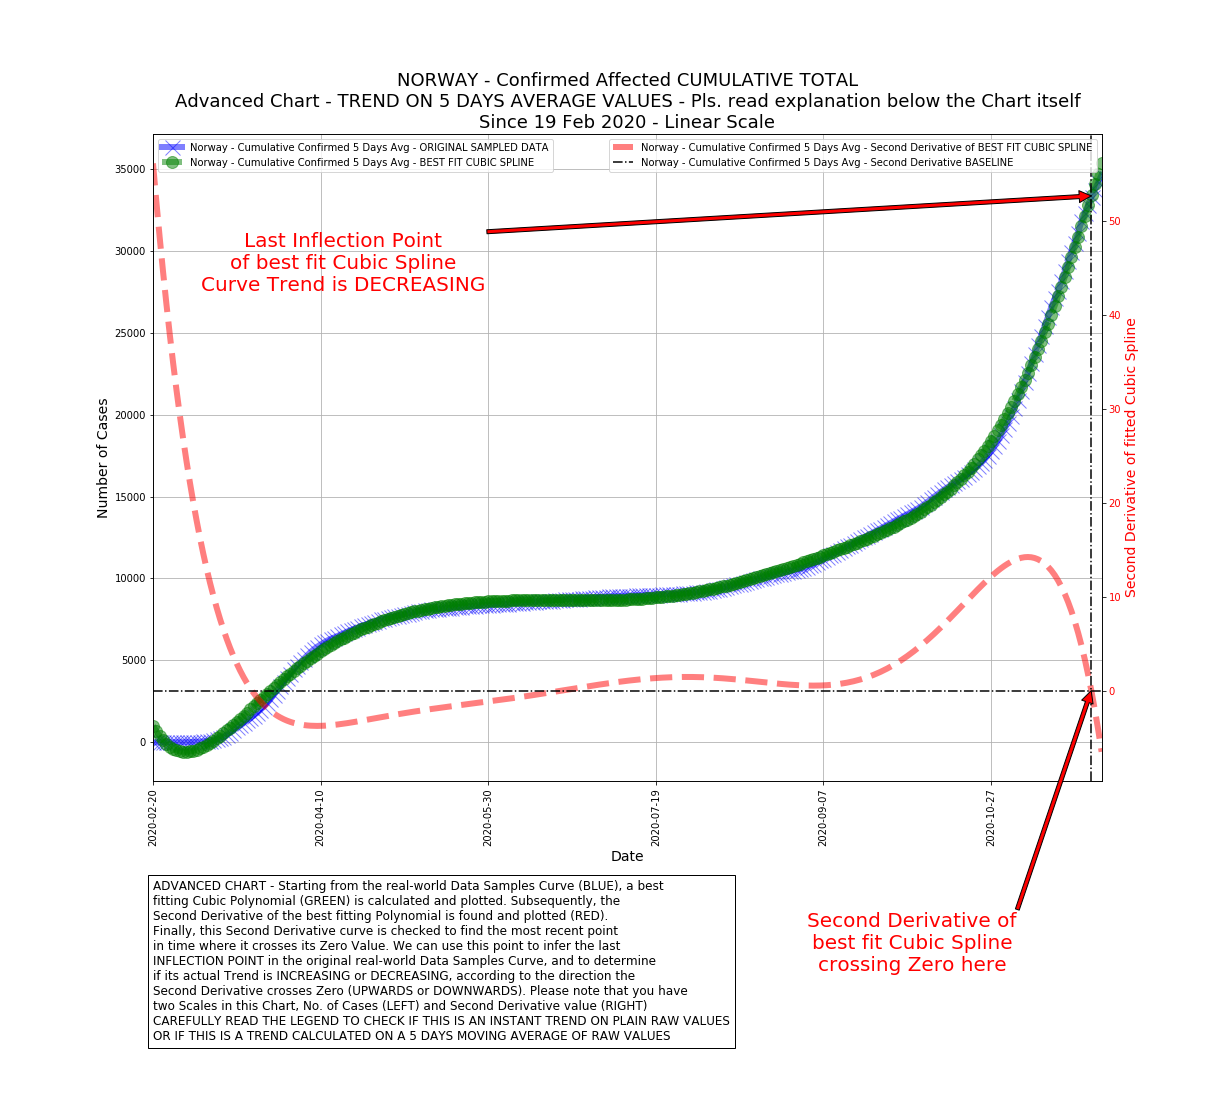 NORWAY - Confirmed Affected CUMULATIVE TOTAL
Advanced Chart - TREND ON 5 DAYS AVERAGE VALUES - Pls. read explanation below the Chart itself
Since 19 Feb 2020 - Linear Scale
Norway - Cumulative Confirmed 5 Days Avg - ORIGINAL SAMPLED DATA
Norway - Cumulative Confirmed 5 Days Avg - BEST FIT CUBIC SPLINE
Norway - Cumulative Confirmed 5 Days Avg - Second Derivative of BEST FIT CUBIC SPLINE
Norway - Cumulative Confirmed 5 Days Avg - Second Derivative BASELINE
Last Inflection Point
of best fit Cubic Spline
Curve Trend is DECREASING
Number of Cases
35000
30000
25000
20000
15000
10000
5000
0
50
40
30
20
10
0
Second Derivative of fitted Cubic Spline
2020-02-20
2020-04-10
2020-05-30
2020-07-19
2020-09-07
2020-10-27
Date
ADVANCED CHART - Starting from the real-world Data Samples Curve (BLUE), a best
fitting Cubic Polynomial (GREEN) is calculated and plotted. Subsequently, the
Second Derivative of the best fitting Polynomial is found and plotted (RED).
Finally, this Second Derivative curve is checked to find the most recent point
in time where it crosses its Zero Value. We can use this point to infer the last
INFLECTION POINT in the original real-world Data Samples Curve, and to determine
if its actual Trend is INCREASING or DECREASING, according to the direction the
Second Derivative crosses Zero (UPWARDS or DOWNWARDS). Please note that you have
two Scales in this Chart, No. of Cases (LEFT) and Second Derivative value (RIGHT)
CAREFULLY READ THE LEGEND TO CHECK IF THIS IS AN INSTANT TREND ON PLAIN RAW VALUES
OR IF THIS IS A TREND CALCULATED ON A 5 DAYS MOVING AVERAGE OF RAW VALUES
Second Derivative of
best fit Cubic Spline
crossing Zero here